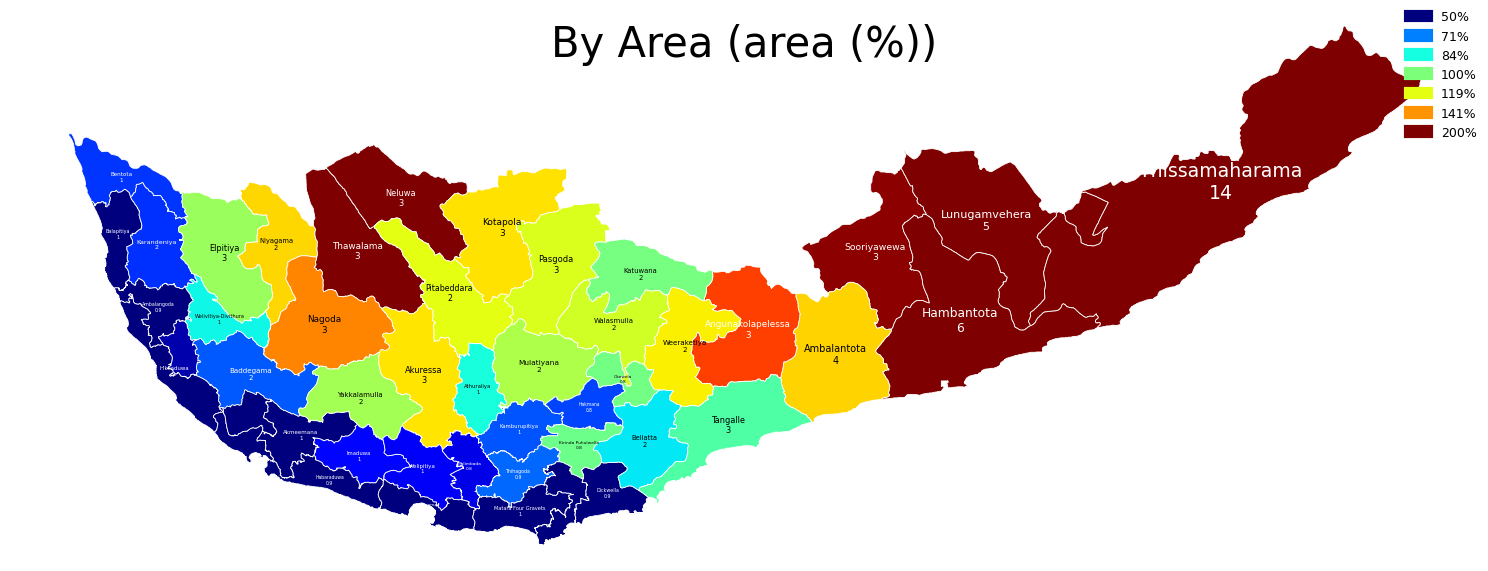 By Area (area (%))
50%
71%
84%
100%
119%
141%
200%
Missamaharama
14
Bentota
1
Neluwa
3
Balapitiya
1
Karandeniya
2
Elpitiya
3
Niyagama
2
Thawalama
3
Kotapola
3
Lunugamvehera
5
Sooriyawewa
3
Pasgoda
3
Katuwana
2
Pitabeddara
2
Ambalangoda
0.9
Welivitiya-Divithura
1
Nagoda
3
Walasmulla
2
Angunakolapelessa
3
Hambantota
6
Weeraketiya
2
Ambalantota
4
Hikkaduwa
Baddegama
2
Akuressa
3
Mulatiyana
2
Athuraliya
1
Okewela
0.8
Yakkalamulla
2
Hakmana
0.8
Tangalle
3
Akmeemana
1
Kamburupitiya
1
Kirinda Puhulwella
0.8
Beliatta
2
Imaduwa
1
Welipitiya
1
0.8
Thihagoda
0.9
Habaraduwa
0.9
Dickwella
0.9
Matara Four Gravets
1